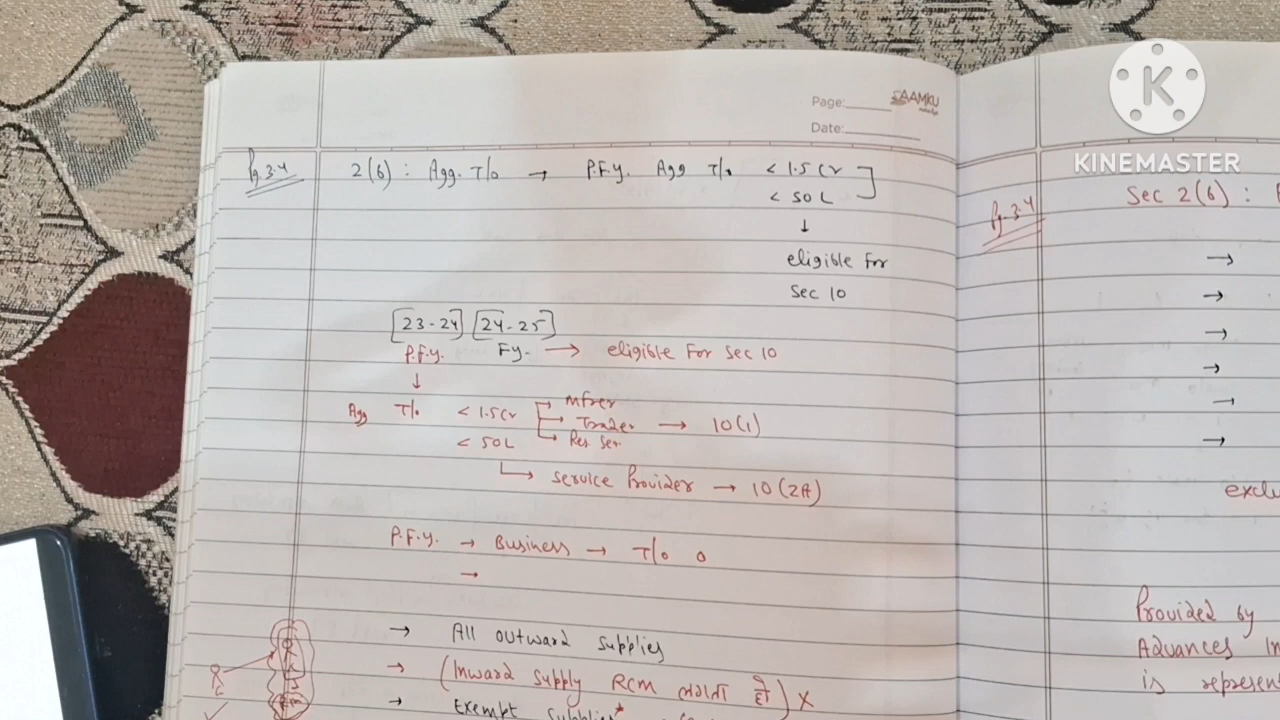 SAAMKU
Page:
Date:
KINEMASTER
Pg 3.4
2(6) : Agg. T/o → P.F.y. Agg T/o < 1.5 Cr
< 50 L
↓
eligible For
Sec 10
[23-24] [24-25]
P.F.y. Fy. → eligible For Sec 10
↓
Agg T/o < 1.5 Cr → Mfrer
→ Trader → 10(1)
< 50L → Res Ser
→ Service Provider → 10(2A)
P.F.y. → Business → T/o 0
→
→ All outward supplies
→ (Inward Supply RCM लगता हो) X
→ Exempt supplies*
Pg 3.4
Sec 2(6) :
→
→
→
→
→
→
Provided by
Advances
is